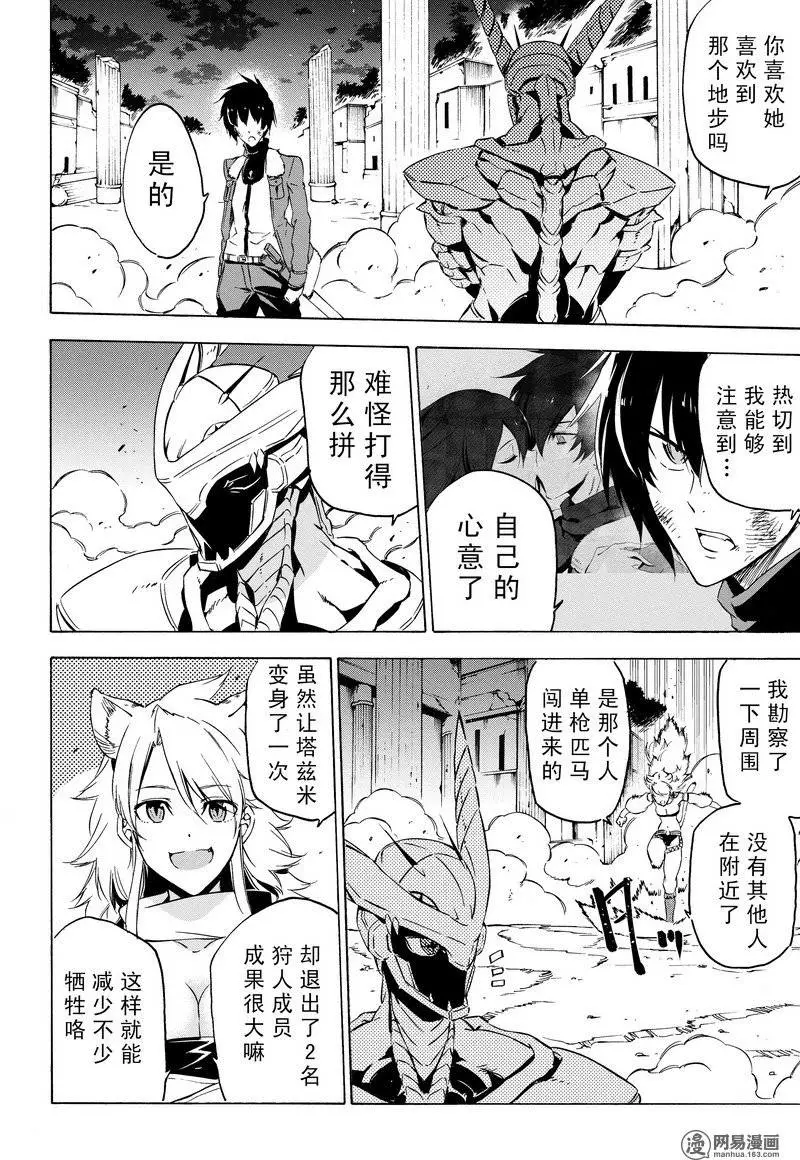 你喜欢她
喜欢到
那个地步吗
是的
热切到
我能够
注意到…
自己的
心意了
难怪打得
那么拼
我勘察了
一下周围
没有其他人
在附近了
是那个人
单枪匹马
闯进来的
ダッ
虽然让塔兹米
变身了一次
却退出了2名
狩人成员
成果很大嘛
这样就能
减少不少
牺牲咯
漫 网易漫画
manhua.163.com